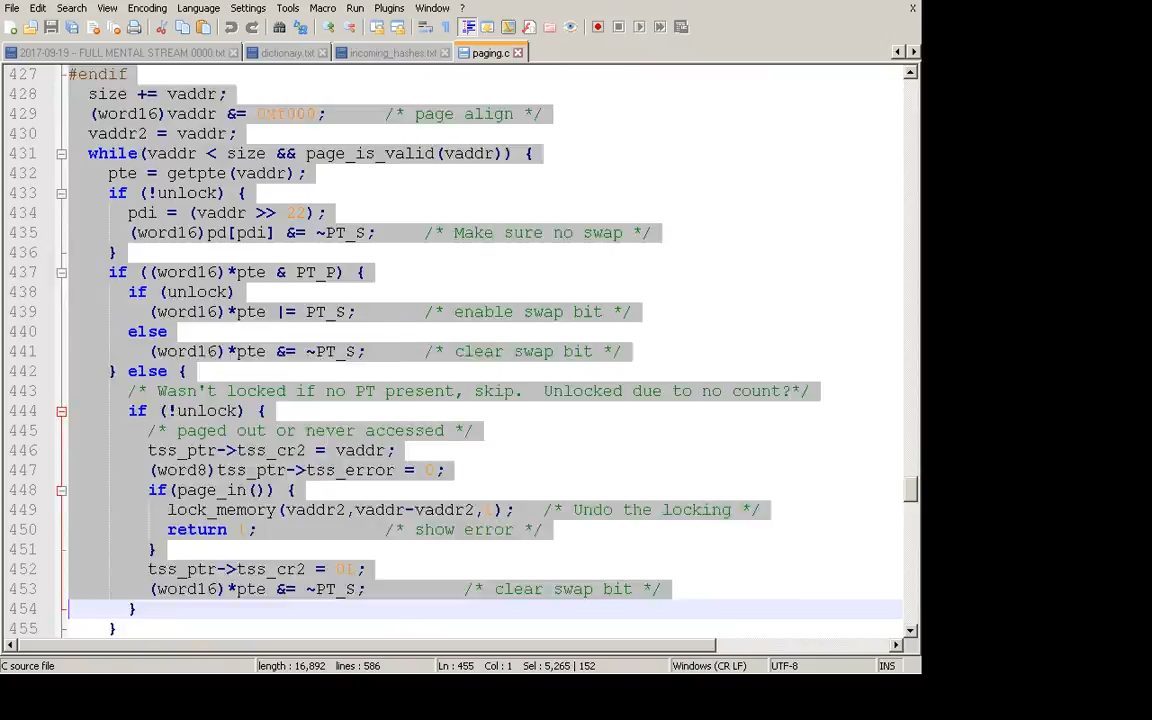 File Edit Search View Encoding Language Settings Tools Macro Run Plugins Window ? X
2017-09-19 – FULL MENTAL STREAM 0000.txt dictionary.txt incoming_hashes.txt paging.c
427 #endif
428 size += vaddr;
429 (word16)vaddr &= 0xf000; /* page align */
430 vaddr2 = vaddr;
431 while(vaddr < size && page_is_valid(vaddr)) {
432 pte = getpte(vaddr);
433 if (!unlock) {
434 pdi = (vaddr >> 22);
435 (word16)pd[pdi] &= ~PT_S; /* Make sure no swap */
436 }
437 if ((word16)*pte & PT_P) {
438 if (unlock)
439 (word16)*pte |= PT_S; /* enable swap bit */
440 else
441 (word16)*pte &= ~PT_S; /* clear swap bit */
442 } else {
443 /* Wasn't locked if no PT present, skip. Unlocked due to no count?*/
444 if (!unlock) {
445 /* paged out or never accessed */
446 tss_ptr->tss_cr2 = vaddr;
447 (word8)tss_ptr->tss_error = 0;
448 if(page_in()) {
449 lock_memory(vaddr2,vaddr-vaddr2,1); /* Undo the locking */
450 return 1; /* show error */
451 }
452 tss_ptr->tss_cr2 = 0L;
453 (word16)*pte &= ~PT_S; /* clear swap bit */
454 }
455 }
C source file length : 16,892 lines : 586 Ln : 455 Col : 1 Sel : 5,265 | 152 Windows (CR LF) UTF-8 INS